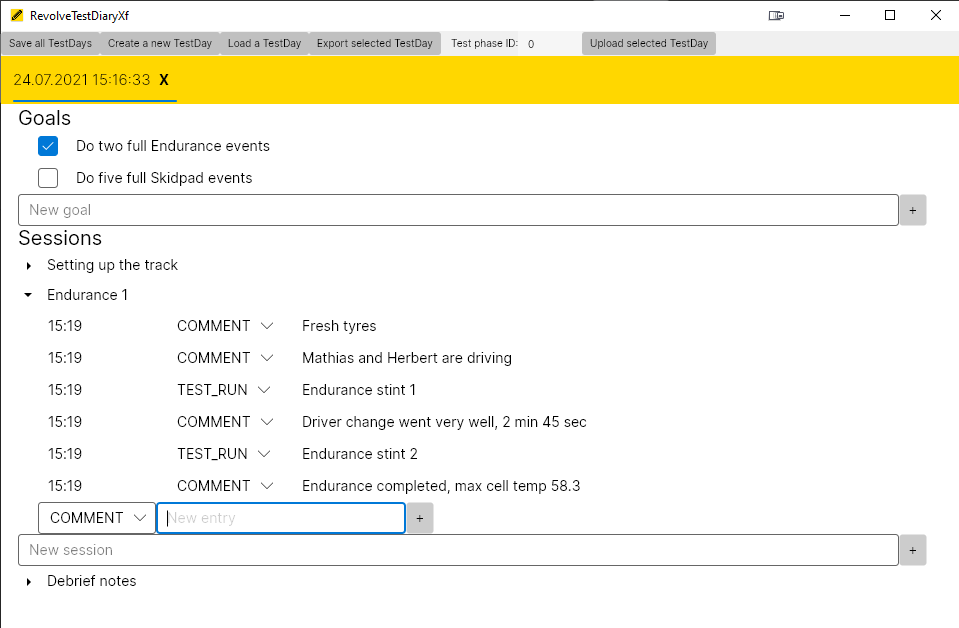 RevolveTestDiaryXf
Save all TestDays Create a new TestDay Load a TestDay Export selected TestDay Test phase ID: 0 Upload selected TestDay
24.07.2021 15:16:33 X
Goals
Do two full Endurance events
Do five full Skidpad events
New goal +
Sessions
Setting up the track
Endurance 1
15:19 COMMENT Fresh tyres
15:19 COMMENT Mathias and Herbert are driving
15:19 TEST_RUN Endurance stint 1
15:19 COMMENT Driver change went very well, 2 min 45 sec
15:19 TEST_RUN Endurance stint 2
15:19 COMMENT Endurance completed, max cell temp 58.3
COMMENT New entry +
New session +
Debrief notes